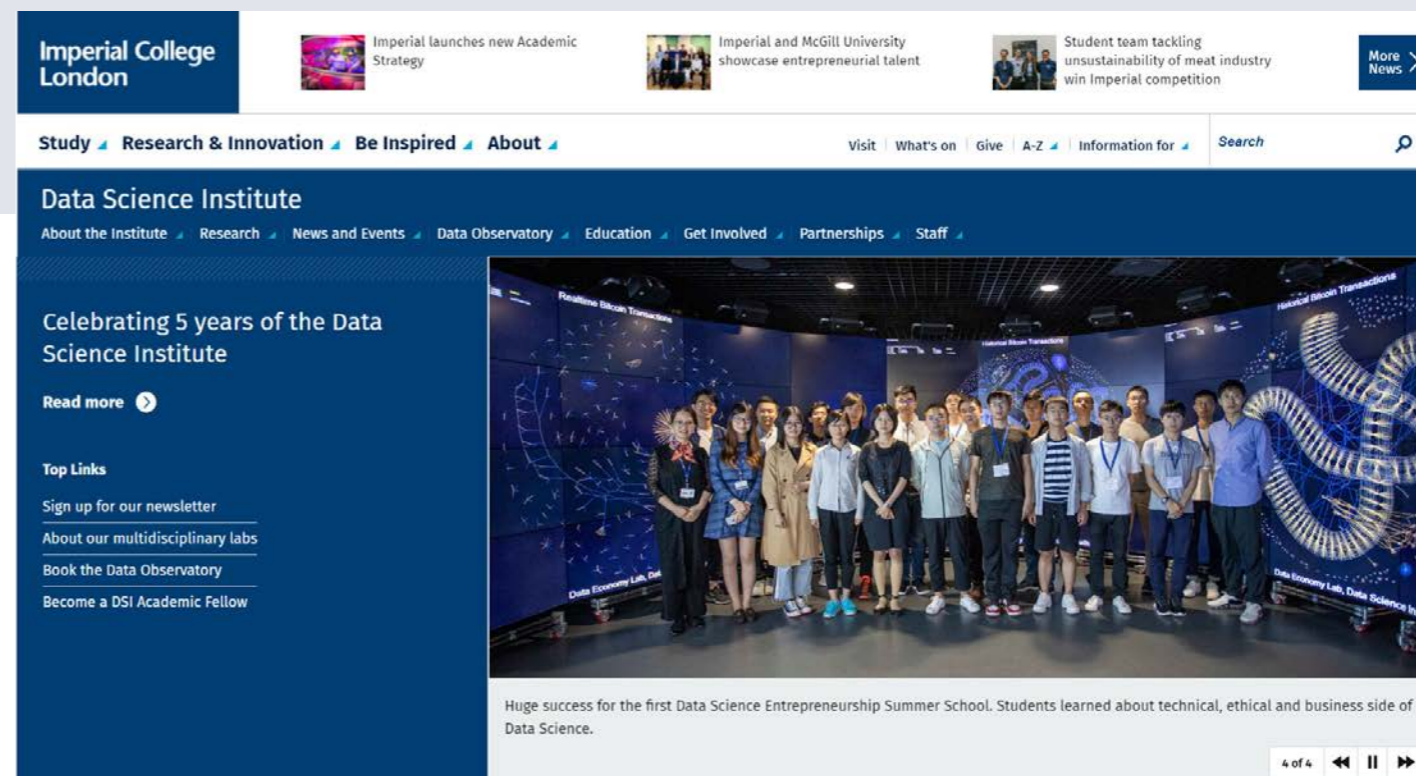 Imperial College
London
Imperial launches new Academic
Strategy
Imperial and McGill University
showcase entrepreneurial talent
Student team tackling
unsustainability of meat industry
win Imperial competition
More
News
Study Research & Innovation Be Inspired About
Visit What's on Give A-Z Information for Search
Data Science Institute
About the Institute Research News and Events Data Observatory Education Get Involved Partnerships Staff
Celebrating 5 years of the Data
Science Institute
Read more
Top Links
Sign up for our newsletter
About our multidisciplinary labs
Book the Data Observatory
Become a DSI Academic Fellow
Realtime Bitcoin Transactions
Historical Bitcoin Transactions
Historical Bitcoin Transactions
Data Economy Lab,
Data Economy Lab, Data Science
Huge success for the first Data Science Entrepreneurship Summer School. Students learned about technical, ethical and business side of
Data Science.
4 of 4